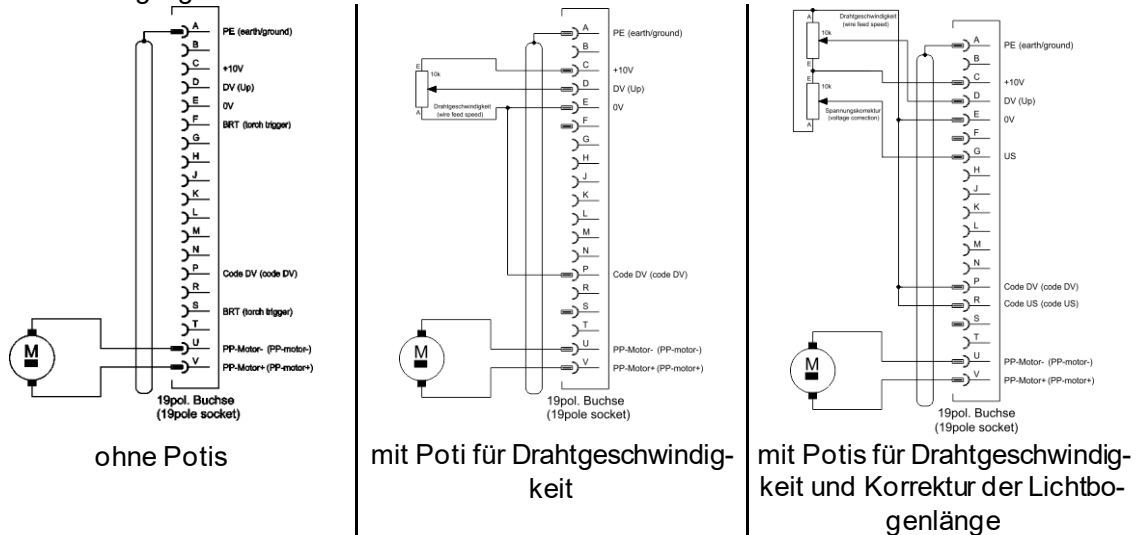 A PE (earth/ground)
B
C +10V
D DV (Up)
E 0V
F BRT (torch trigger)
G
H
J
K
L
M
N
P Code DV (code DV)
R
S BRT (torch trigger)
T
U PP-Motor- (PP-motor-)
V PP-Motor+ (PP-motor+)
M
19pol. Buchse
(19pole socket)
ohne Potis
A PE (earth/ground)
B
E
10k
C +10V
D DV (Up)
Drahtgeschwindigkeit
(wire feed speed)
A
E 0V
F
G
H
J
K
L
M
N
P Code DV (code DV)
R
S
T
U PP-Motor- (PP-motor-)
V PP-Motor+ (PP-motor+)
M
19pol. Buchse
(19pole socket)
mit Poti für Drahtgeschwindig-
keit
A
Drahtgeschwindigkeit
(wire feed speed)
10k
E
A PE (earth/ground)
B
E
10k
C +10V
D DV (Up)
Spannungskorrektur
(voltage correction)
A
E 0V
F
G US
H
J
K
L
M
N
P Code DV (code DV)
R Code US (code US)
S
T
U PP-Motor- (PP-motor-)
V PP-Motor+ (PP-motor+)
M
19pol. Buchse
(19pole socket)
mit Potis für Drahtgeschwindig-
keit und Korrektur der Lichtbo-
genlänge